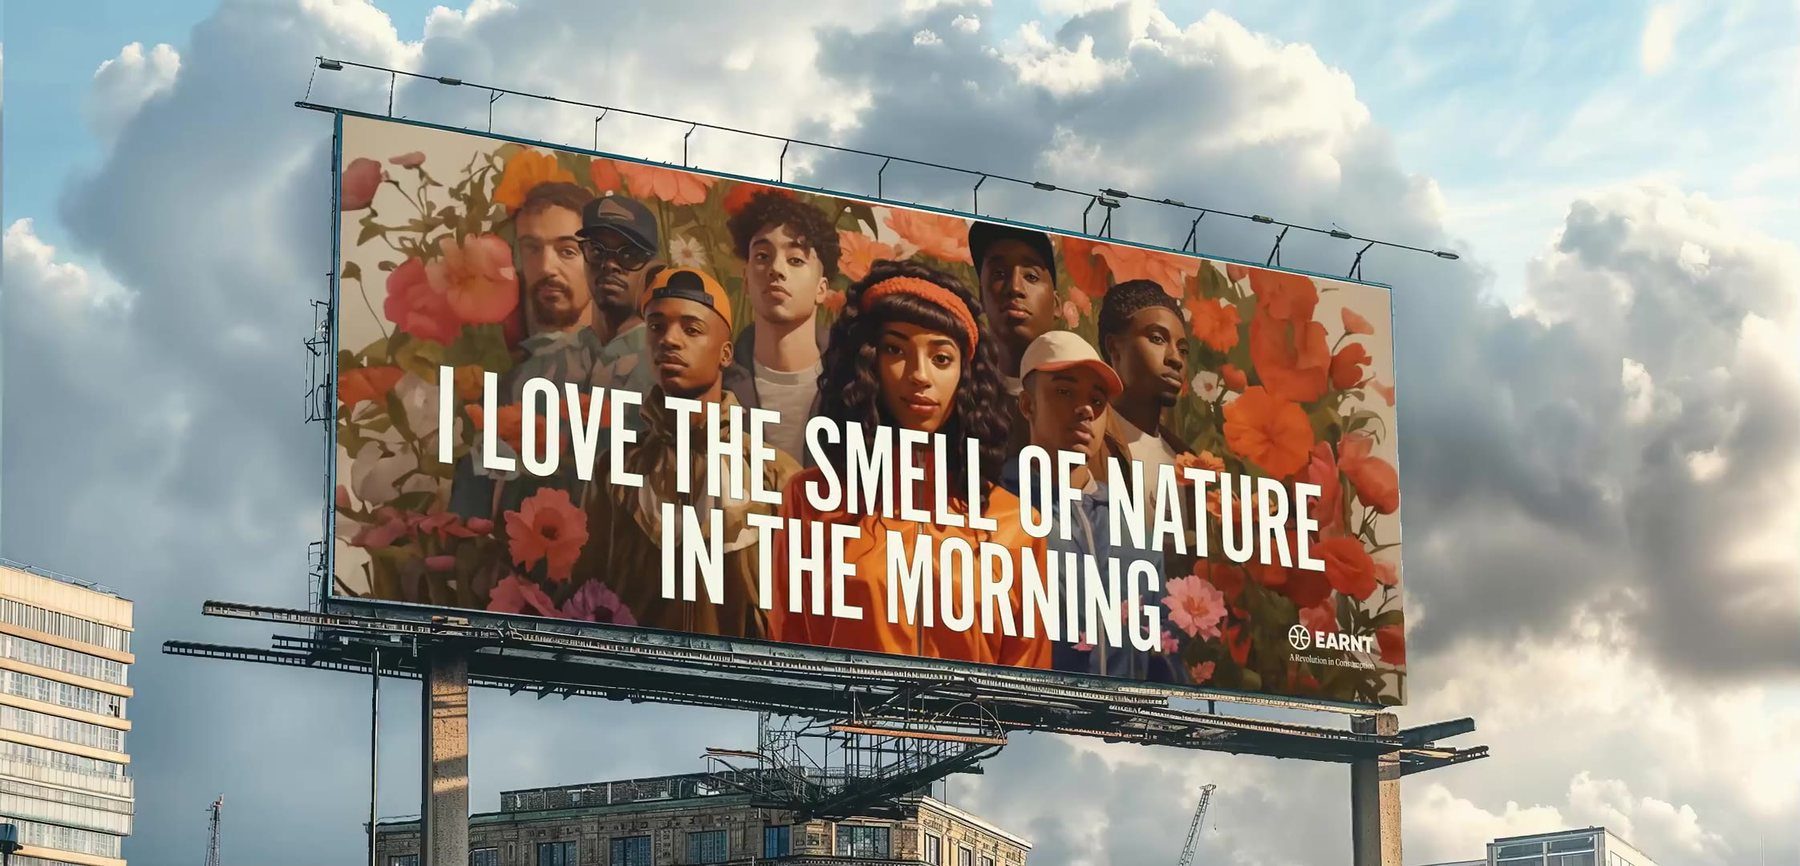 I LOVE THE SMELL OF NATURE
IN THE MORNING
EARNT
A Revolution in Consumption